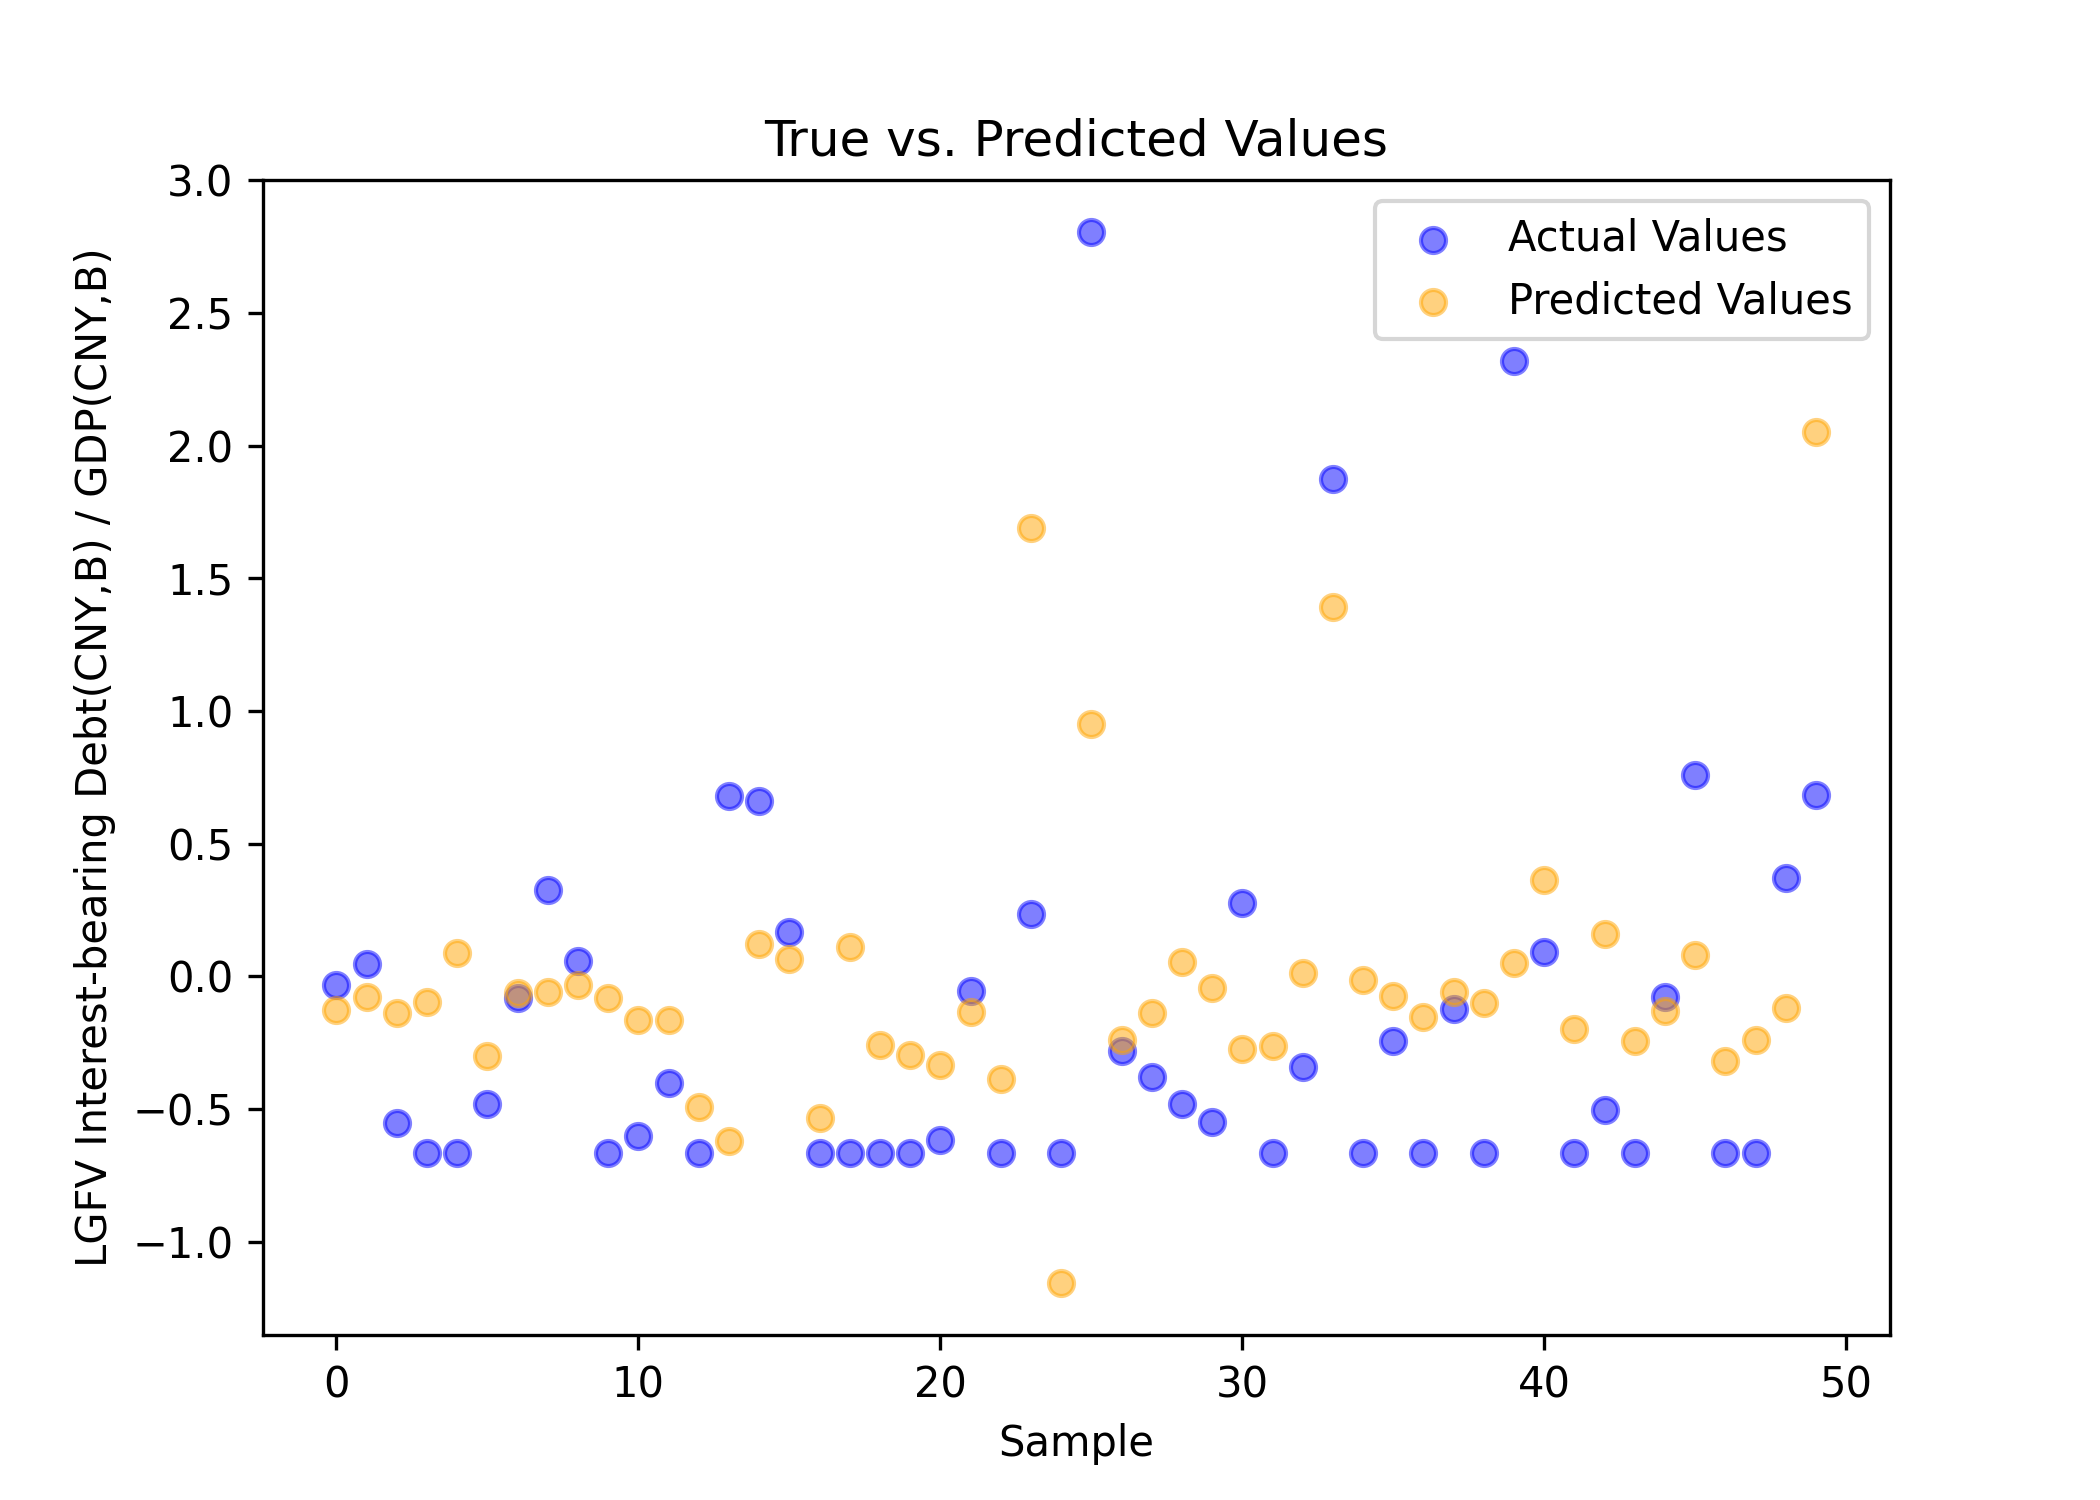 True vs. Predicted Values
3.0
2.5
2.0
1.5
1.0
0.5
0.0
−0.5
−1.0
LGFV Interest-bearing Debt(CNY,B) / GDP(CNY,B)
Actual Values
Predicted Values
0 10 20 30 40 50
Sample